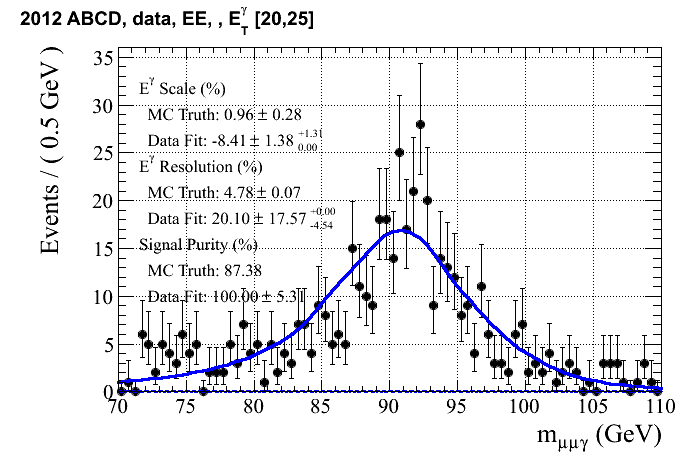 2012 ABCD, data, EE, , E_T^γ [20,25]
Events / ( 0.5 GeV )
35
30
25
20
15
10
5
0
E^γ Scale (%)
MC Truth: 0.96 ± 0.28
Data Fit: -8.41 ± 1.38 +1.31 0.00
E^γ Resolution (%)
MC Truth: 4.78 ± 0.07
Data Fit: 20.10 ± 17.57 +0.00 -4.54
Signal Purity (%)
MC Truth: 87.38
Data Fit: 100.00 ± 5.31
70 75 80 85 90 95 100 105 110
m_μμγ (GeV)